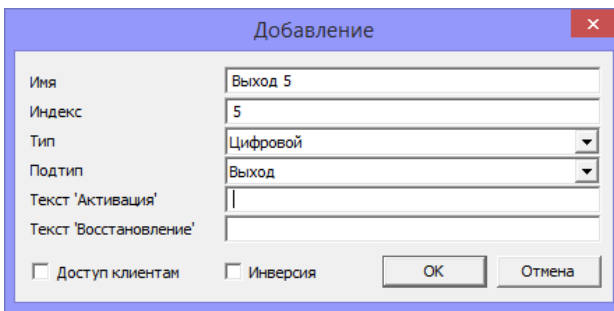 Добавление
Имя Выход 5
Индекс 5
Тип Цифровой
Подтип Выход
Текст 'Активация'
Текст 'Восстановление'
Доступ клиентам Инверсия OK Отмена